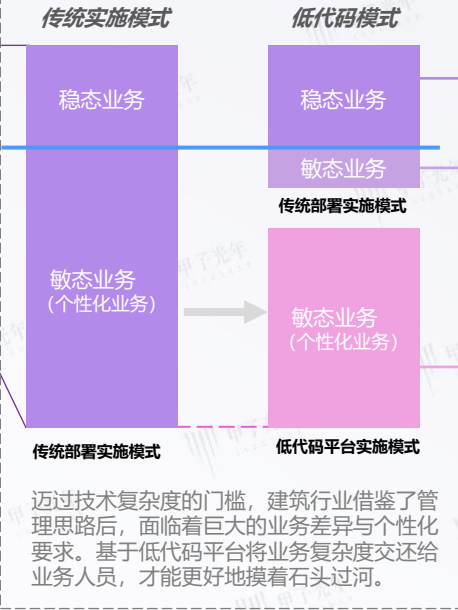 传统实施模式
低代码模式
稳态业务
稳态业务
敏态业务
传统部署实施模式
敏态业务
（个性化业务）
敏态业务
（个性化业务）
传统部署实施模式
低代码平台实施模式
迈过技术复杂度的门槛，建筑行业借鉴了管
理思路后，面临着巨大的业务差异与个性化
要求。基于低代码平台将业务复杂度交还给
业务人员，才能更好地摸着石头过河。
甲子光年